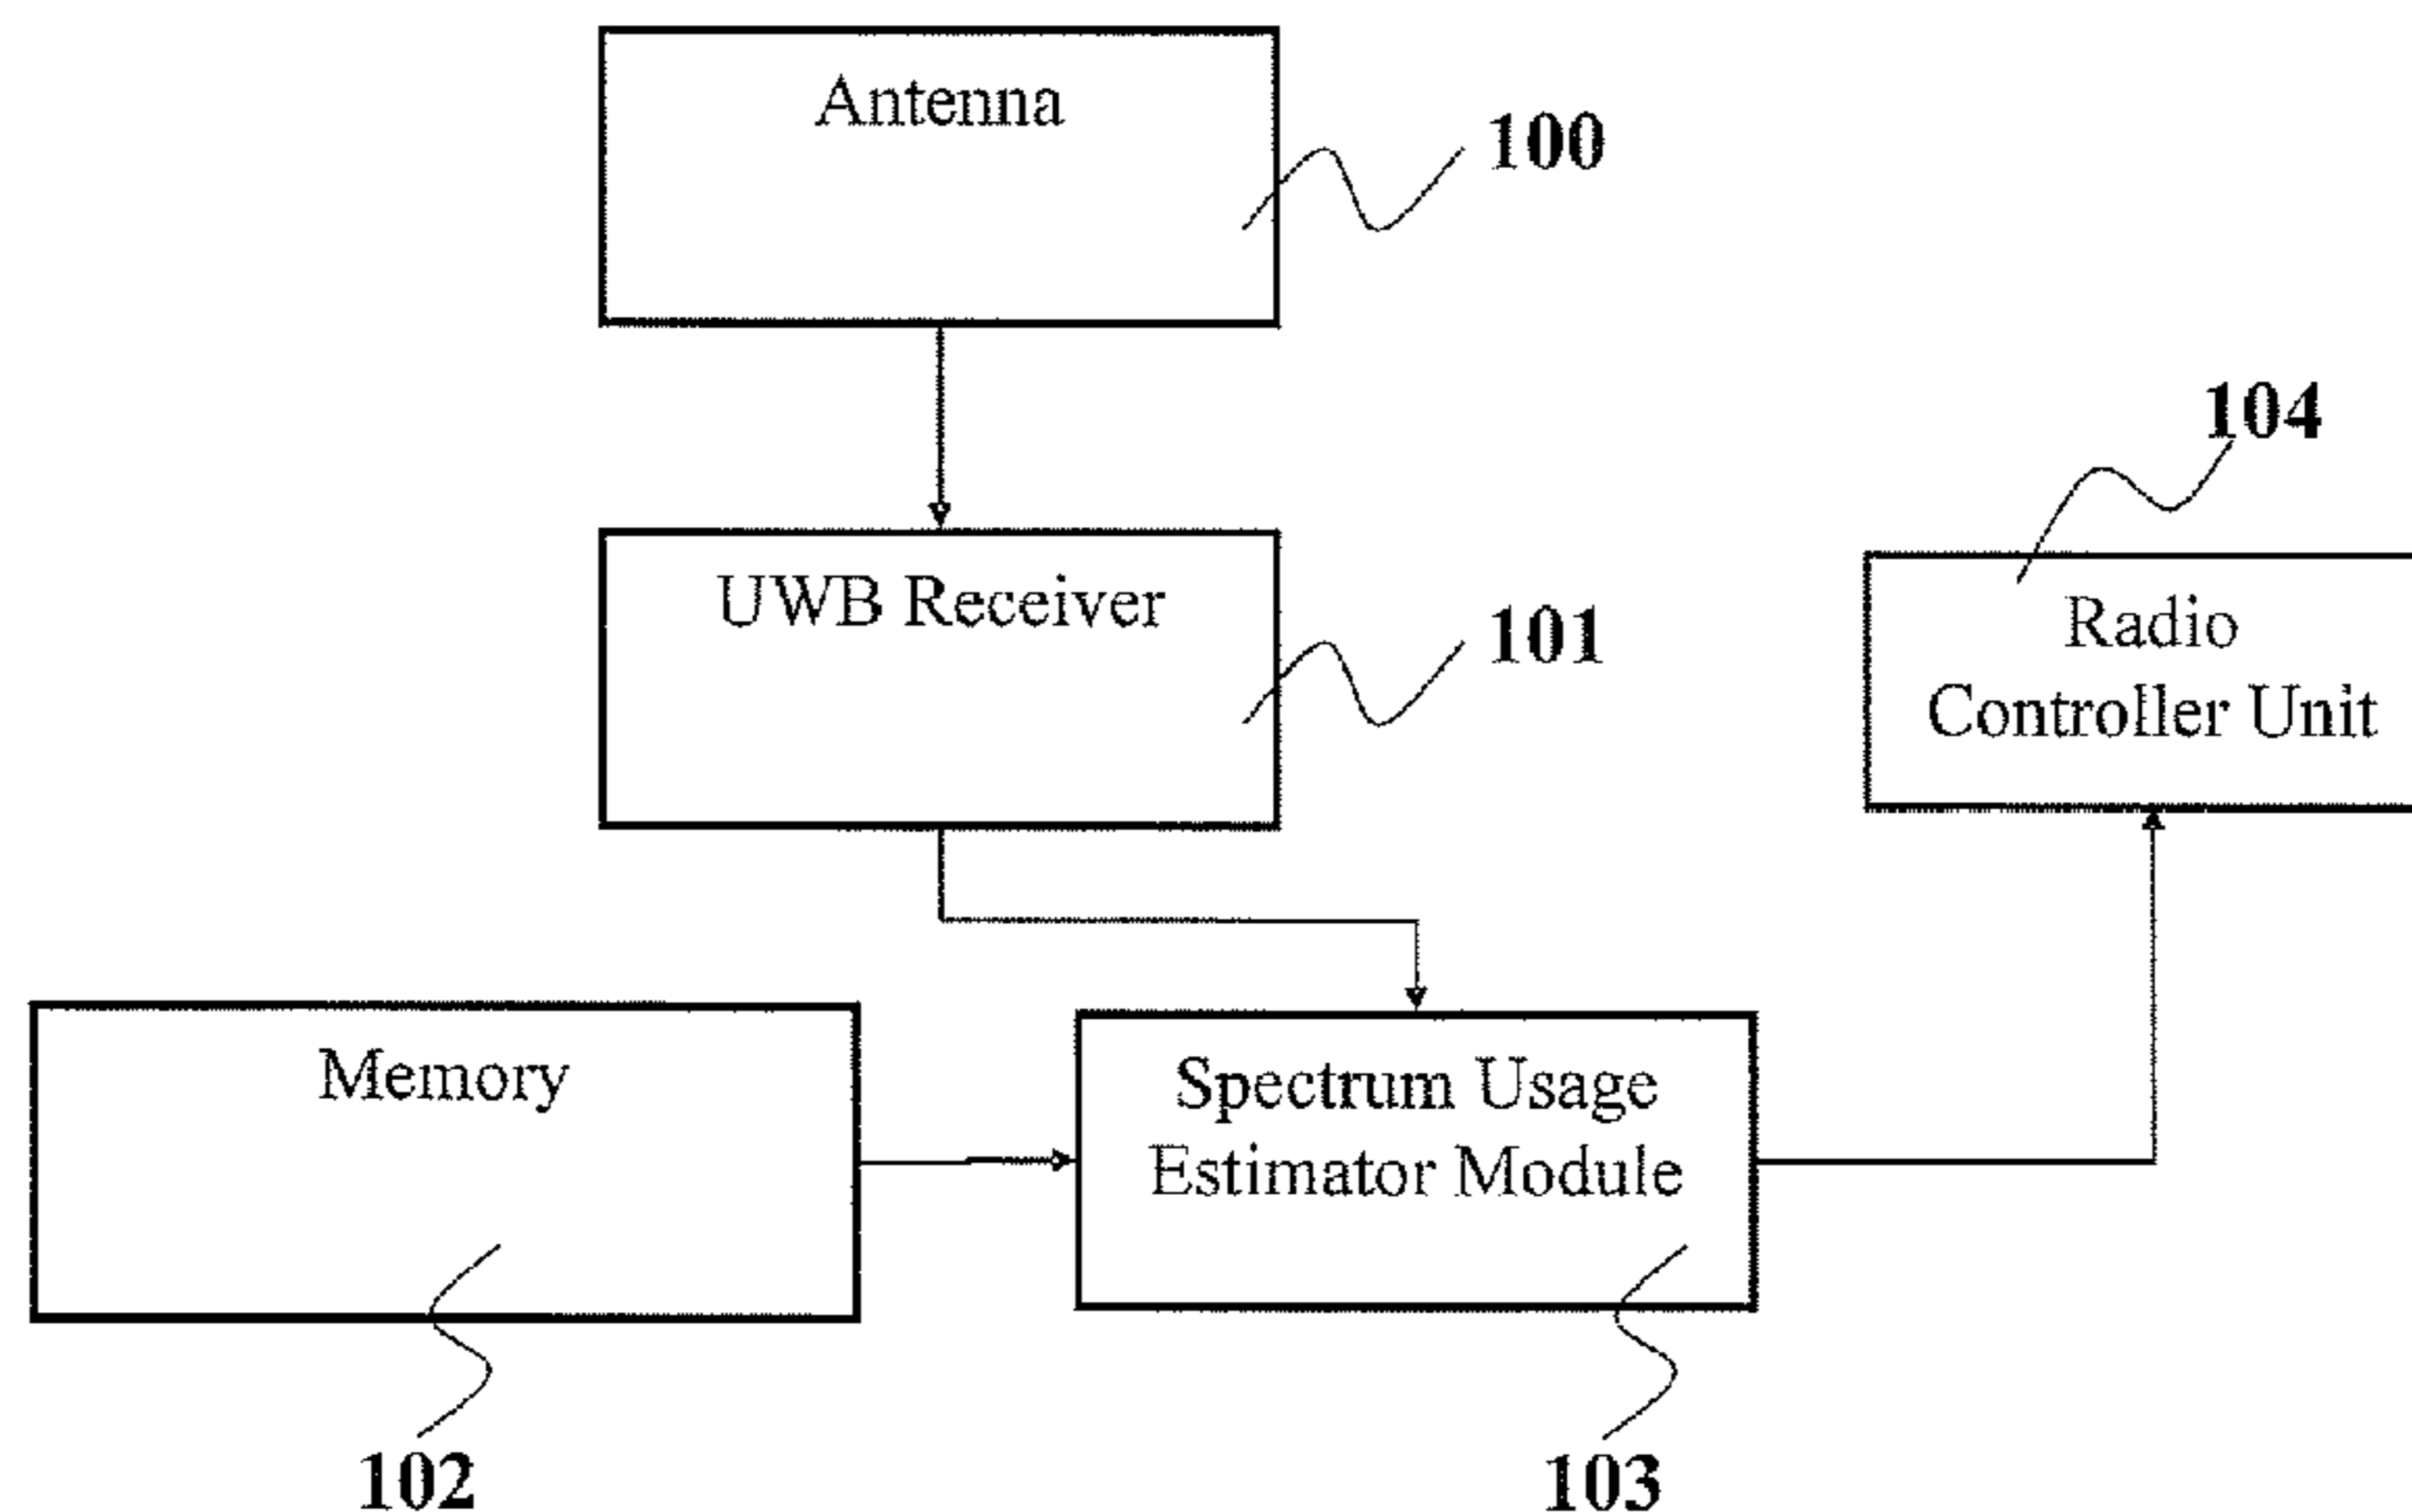 Antenna
100
104
UWB Receiver
101
Radio
Controller Unit
Memory
Spectrum Usage
Estimator Module
102
103